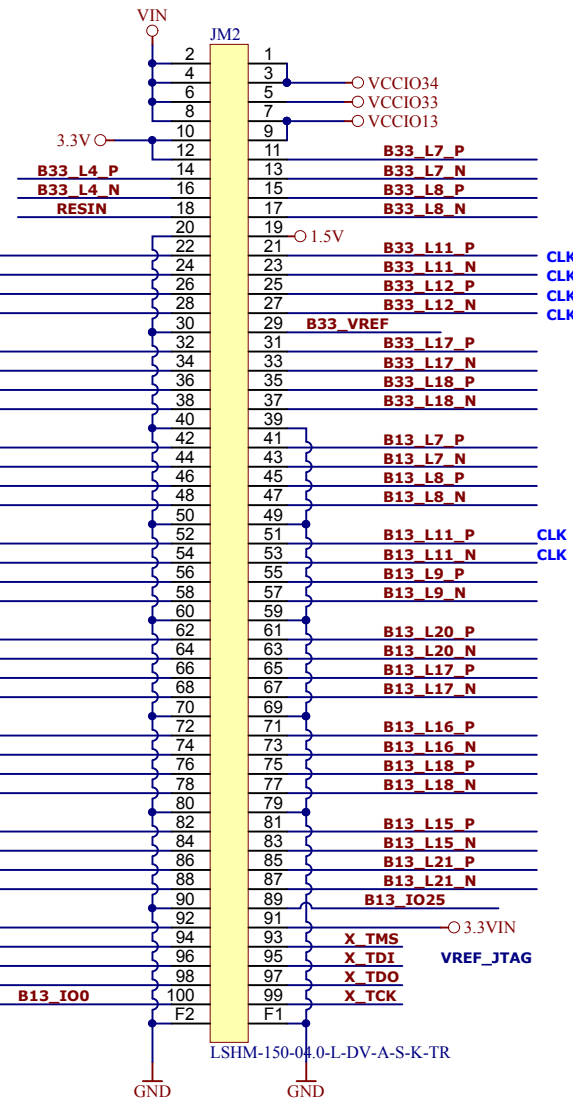 VIN
JM2
2 1
4 3 VCCIO34
6 5 VCCIO33
8 7 VCCIO13
3.3V 10 9
12 11 B33_L7_P
B33_L4_P 14 13 B33_L7_N
B33_L4_N 16 15 B33_L8_P
RESIN 18 17 B33_L8_N
20 19 1.5V
22 21 B33_L11_P CLK
24 23 B33_L11_N CLK
26 25 B33_L12_P CLK
28 27 B33_L12_N CLK
30 29 B33_VREF
32 31 B33_L17_P
34 33 B33_L17_N
36 35 B33_L18_P
38 37 B33_L18_N
40 39
42 41 B13_L7_P
44 43 B13_L7_N
46 45 B13_L8_P
48 47 B13_L8_N
50 49
52 51 B13_L11_P CLK
54 53 B13_L11_N CLK
56 55 B13_L9_P
58 57 B13_L9_N
60 59
62 61 B13_L20_P
64 63 B13_L20_N
66 65 B13_L17_P
68 67 B13_L17_N
70 69
72 71 B13_L16_P
74 73 B13_L16_N
76 75 B13_L18_P
78 77 B13_L18_N
80 79
82 81 B13_L15_P
84 83 B13_L15_N
86 85 B13_L21_P
88 87 B13_L21_N
90 89 B13_IO25
92 91 3.3VIN
94 93 X_TMS
96 95 X_TDI VREF_JTAG
98 97 X_TDO
B13_IO0 100 99 X_TCK
F2 F1
LSHM-150-04.0-L-DV-A-S-K-TR
GND GND